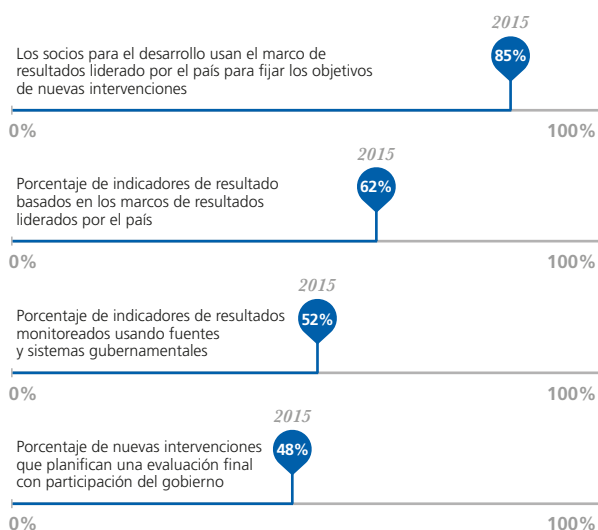 2015
Los socios para el desarrollo usan el marco de
resultados liderado por el país para fijar los objetivos
de nuevas intervenciones
85%
0%
100%
2015
Porcentaje de indicadores de resultado
basados en los marcos de resultados
liderados por el país
62%
0%
100%
2015
Porcentaje de indicadores de resultados
monitoreados usando fuentes
y sistemas gubernamentales
52%
0%
100%
2015
Porcentaje de nuevas intervenciones
que planifican una evaluación final
con participación del gobierno
48%
0%
100%